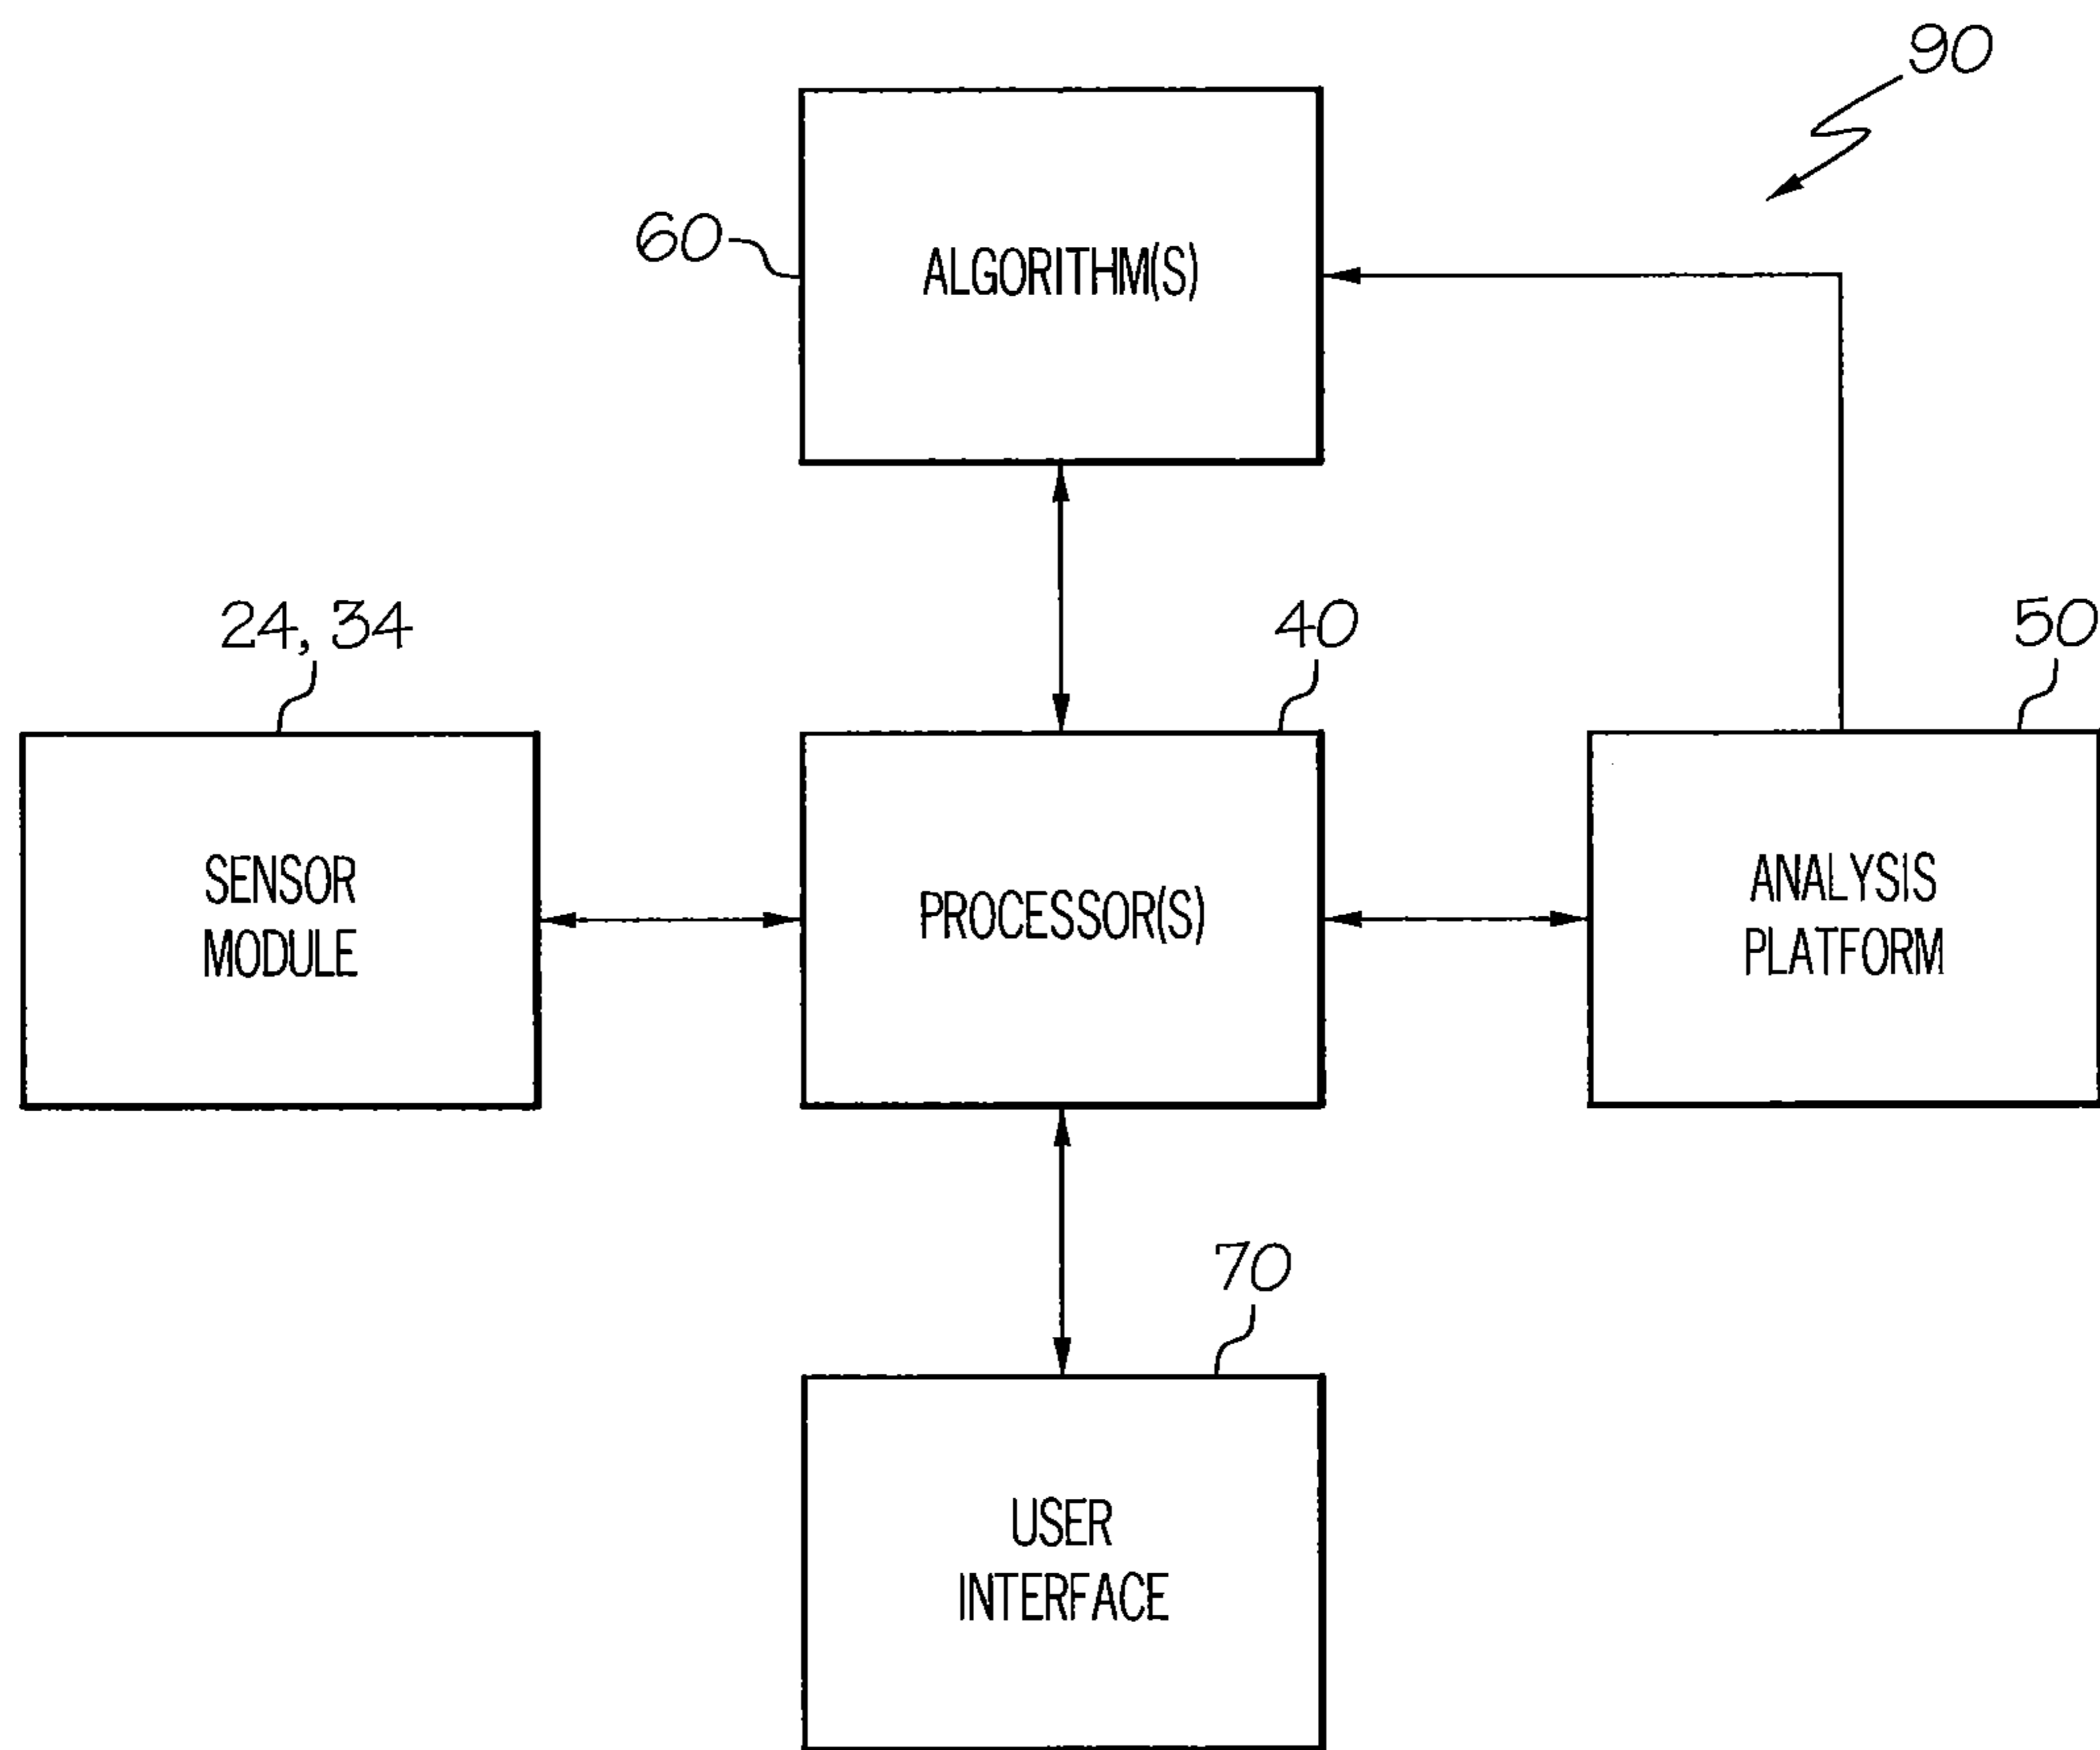 90
60
ALGORITHM(S)
24, 34
40
50
SENSOR
MODULE
PROCESSOR(S)
ANALYSIS
PLATFORM
70
USER
INTERFACE